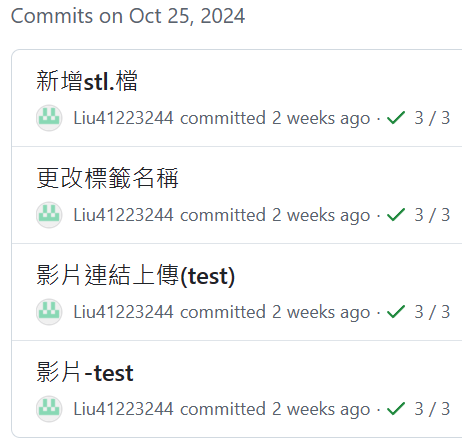 Commits on Oct 25, 2024
新增stl.檔
Liu41223244 committed 2 weeks ago · ✓ 3 / 3
更改標籤名稱
Liu41223244 committed 2 weeks ago · ✓ 3 / 3
影片連結上傳(test)
Liu41223244 committed 2 weeks ago · ✓ 3 / 3
影片-test
Liu41223244 committed 2 weeks ago · ✓ 3 / 3